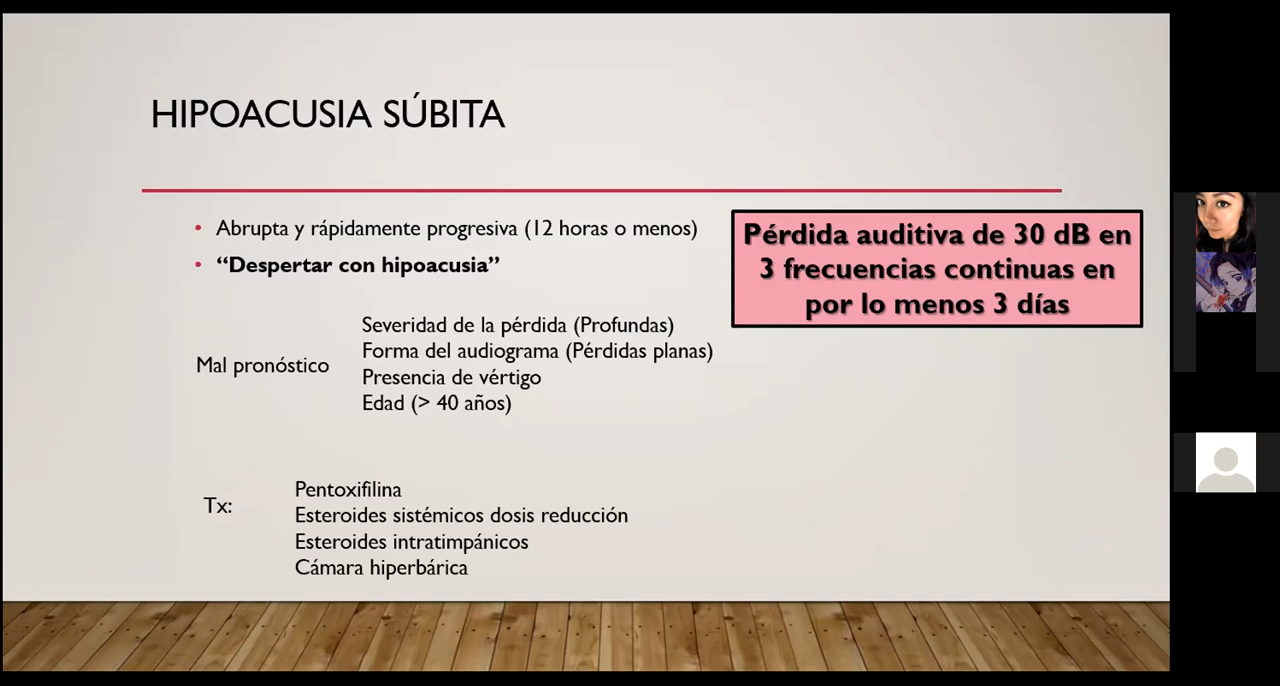 HIPOACUSIA SÚBITA
• Abrupta y rápidamente progresiva (12 horas o menos)
• “Despertar con hipoacusia”
Pérdida auditiva de 30 dB en
3 frecuencias continuas en
por lo menos 3 días
Mal pronóstico
Severidad de la pérdida (Profundas)
Forma del audiograma (Pérdidas planas)
Presencia de vértigo
Edad (> 40 años)
Tx:
Pentoxifilina
Esteroides sistémicos dosis reducción
Esteroides intratimpánicos
Cámara hiperbárica